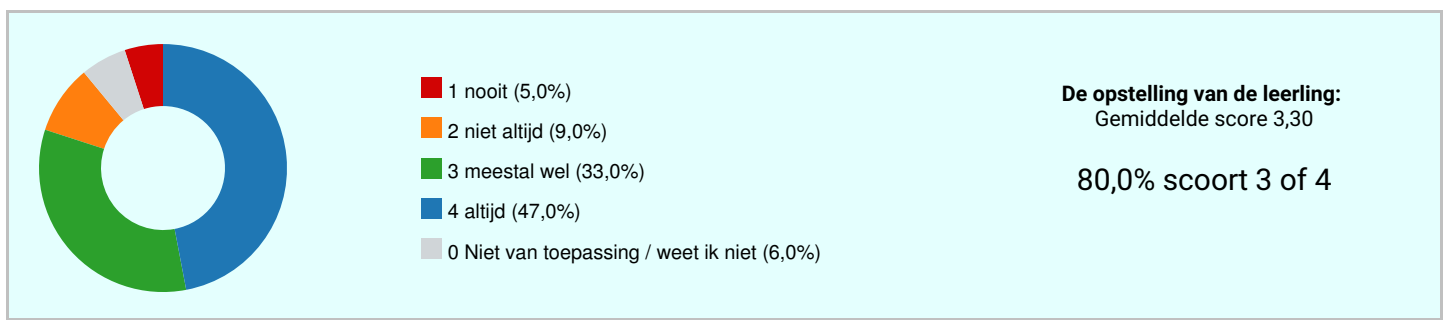 1 nooit (5,0%)
2 niet altijd (9,0%)
3 meestal wel (33,0%)
4 altijd (47,0%)
0 Niet van toepassing / weet ik niet (6,0%)
De opstelling van de leerling:
Gemiddelde score 3,30
80,0% scoort 3 of 4